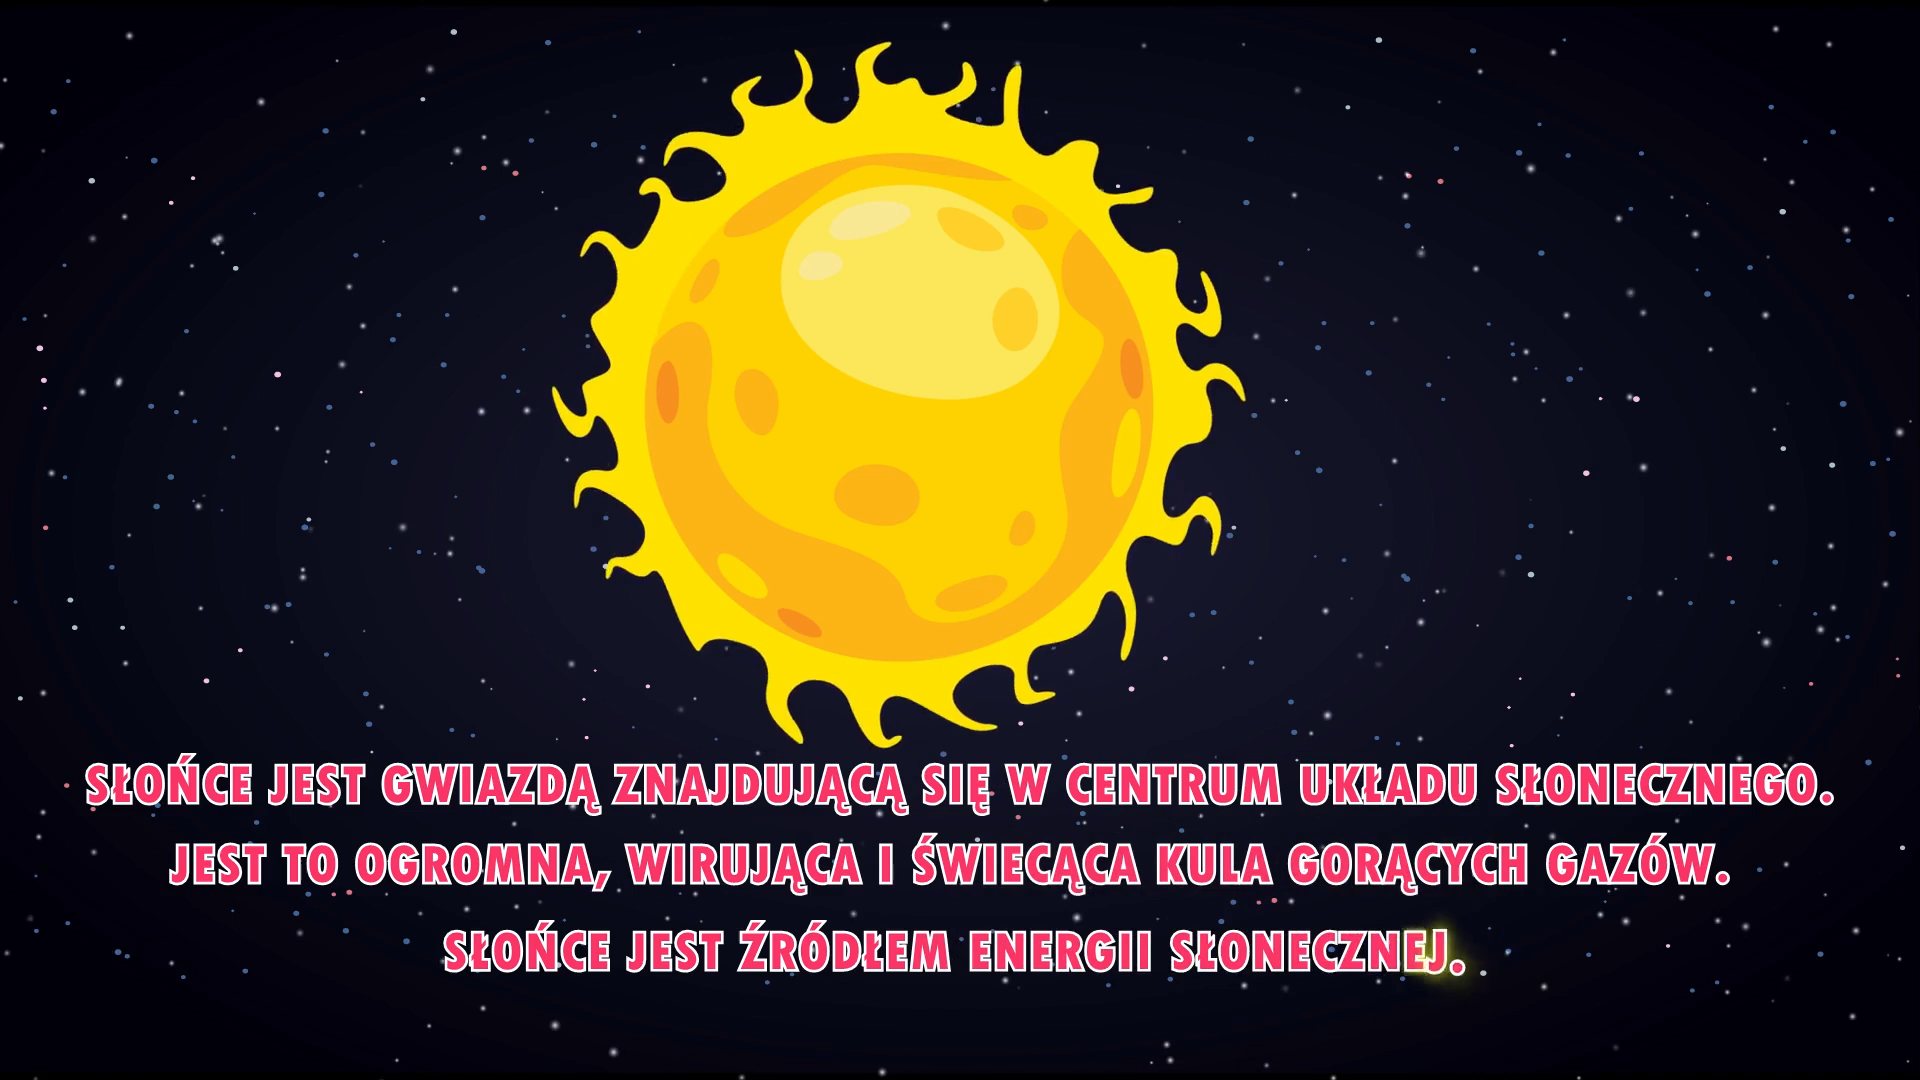 SŁOŃCE JEST GWIAZDĄ ZNAJDUJĄCĄ SIĘ W CENTRUM UKŁADU SŁONECZNEGO.
JEST TO OGROMNA, WIRUJĄCA I ŚWIECĄCA KULA GORĄCYCH GAZÓW.
SŁOŃCE JEST ŹRÓDŁEM ENERGII SŁONECZNEJ.